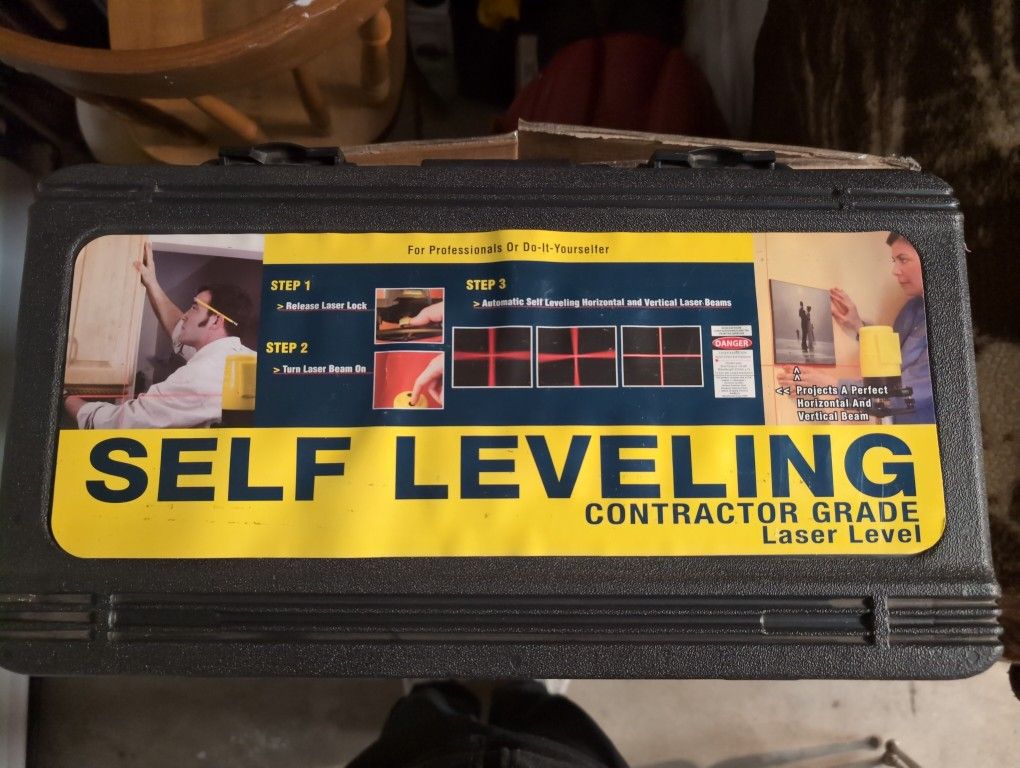 For Professionals Or Do-It-Yourselfer
STEP 1
> Release Laser Lock
STEP 2
> Turn Laser Beam On
STEP 3
> Automatic Self Leveling Horizontal and Vertical Laser Beams
DANGER
<< Projects A Perfect
Horizontal And
Vertical Beam
SELF LEVELING
CONTRACTOR GRADE
Laser Level